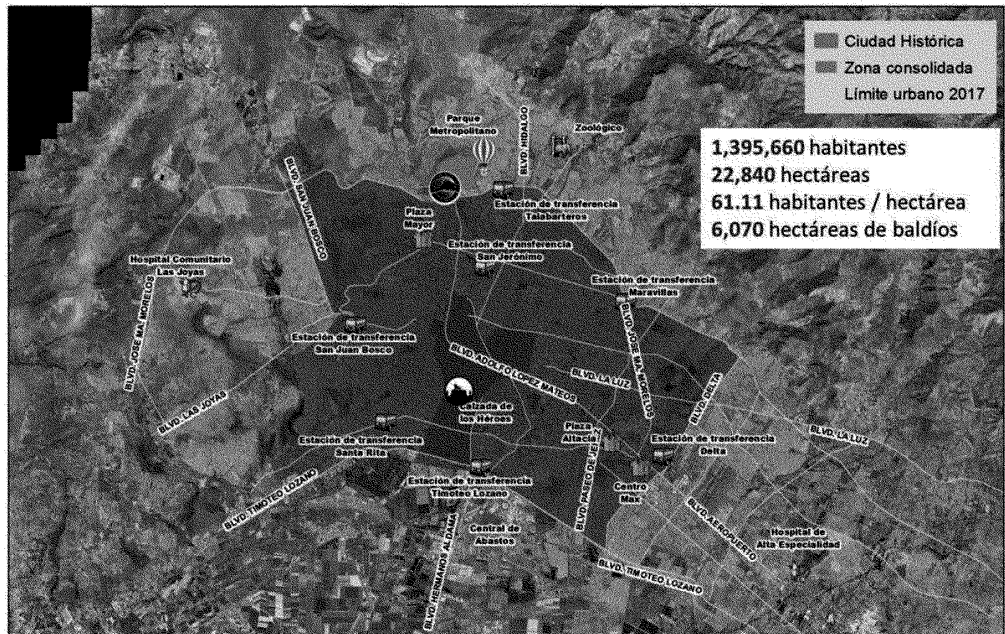 Ciudad Histórica
Zona consolidada
Límite urbano 2017
1,395,660 habitantes
22,840 hectáreas
61.11 habitantes / hectárea
6,070 hectáreas de baldíos
Parque
Metropolitano
BLVD. HIDALGO
Zoológico
BLVD. SAN JUAN BOSCO
Estación de transferencia
Talabarteros
Plaza
Mayor
Estación de transferencia
San Jerónimo
Hospital Comunitario
Las Joyas
Estación de transferencia
Maravillas
BLVD. JOSE MA. MORELOS
Estación de transferencia
San Juan Bosco
BLVD. ADOLFO LOPEZ MATEOS
BLVD. LA LUZ
BLVD. JOSE MA. MORELOS
BLVD. DELTA
BLVD. LAS JOYAS
Calzada de
los Héroes
BLVD. LA LUZ
Estación de transferencia
Santa Rita
Plaza
Altacia
Estación de transferencia
Delta
BLVD. PASEO DE JEREZ
BLVD. TIMOTEO LOZANO
Estación de transferencia
Timoteo Lozano
Centro
Max
BLVD. AEROPUERTO
BLVD. HERMANOS ALDAMA
Central de
Abastos
Hospital de
Alta Especialidad
BLVD. TIMOTEO LOZANO